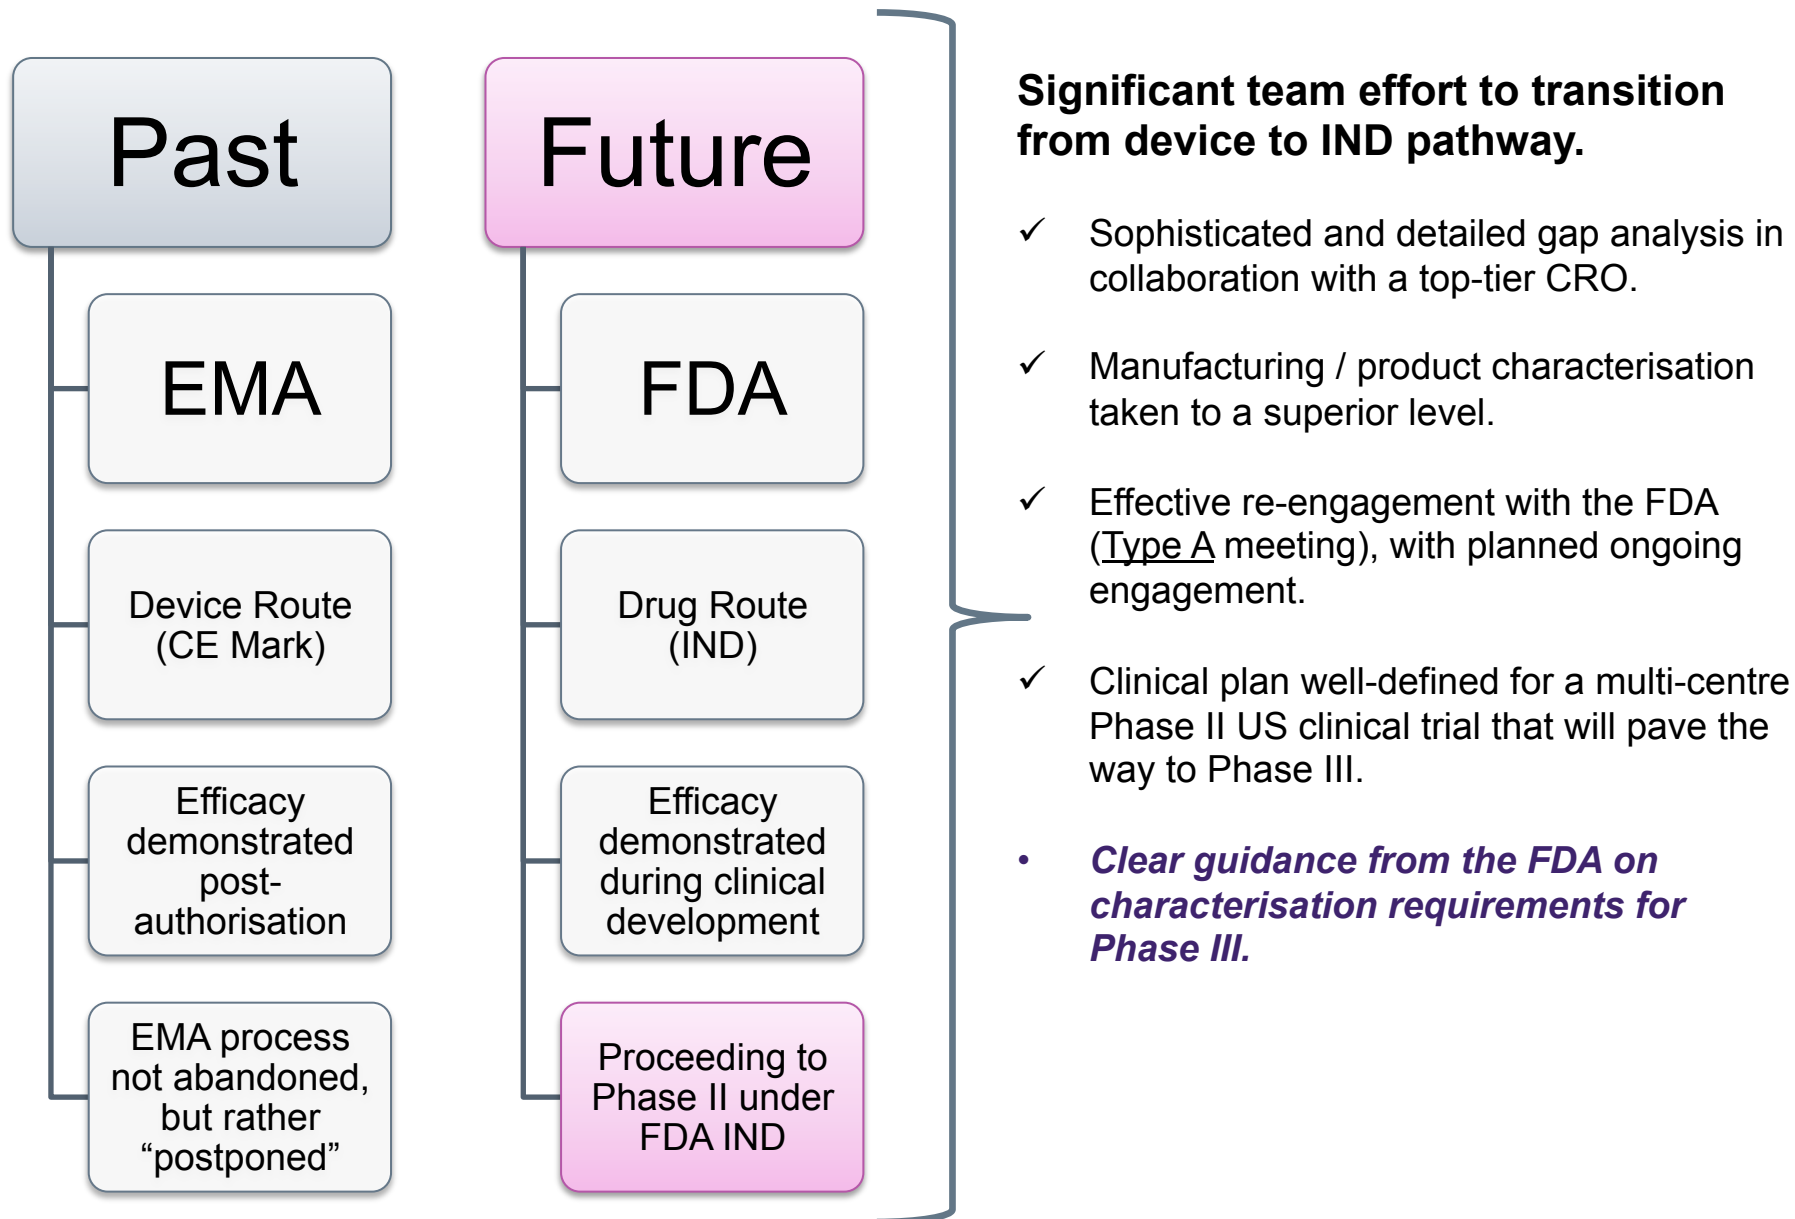 Past
EMA
Device Route
(CE Mark)
Efficacy
demonstrated
post-
authorisation
EMA process
not abandoned,
but rather
“postponed”
Future
FDA
Drug Route
(IND)
Efficacy
demonstrated
during clinical
development
Proceeding to
Phase II under
FDA IND
Significant team effort to transition
from device to IND pathway.
✓ Sophisticated and detailed gap analysis in
collaboration with a top-tier CRO.
✓ Manufacturing / product characterisation
taken to a superior level.
✓ Effective re-engagement with the FDA
(Type A meeting), with planned ongoing
engagement.
✓ Clinical plan well-defined for a multi-centre
Phase II US clinical trial that will pave the
way to Phase III.
• Clear guidance from the FDA on
characterisation requirements for
Phase III.